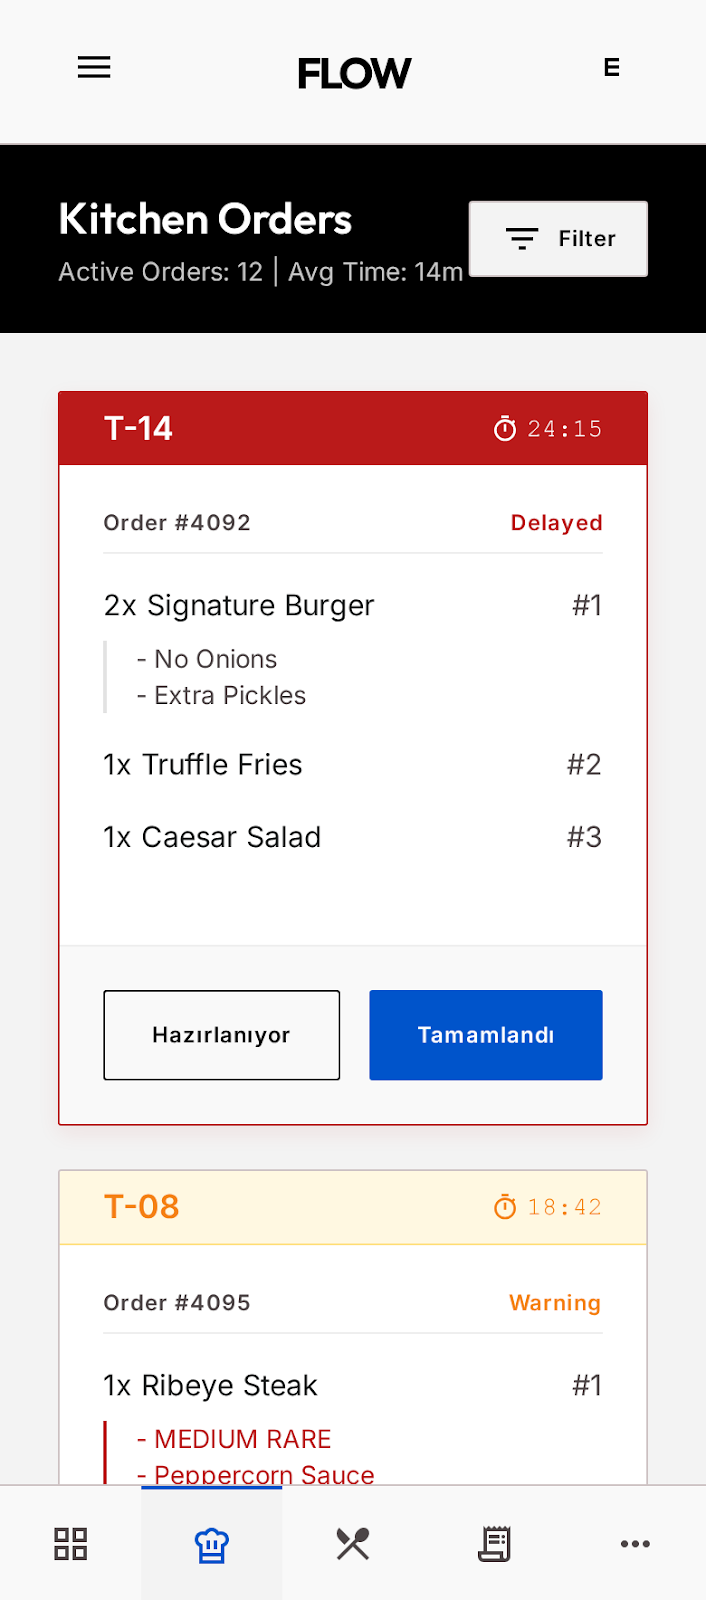 FLOW
E
Kitchen Orders
Active Orders: 12 | Avg Time: 14m
Filter
T-14
24:15
Order #4092
Delayed
2x Signature Burger
#1
- No Onions
- Extra Pickles
1x Truffle Fries
#2
1x Caesar Salad
#3
Hazırlanıyor
Tamamlandı
T-08
18:42
Order #4095
Warning
1x Ribeye Steak
#1
- MEDIUM RARE
- Peppercorn Sauce